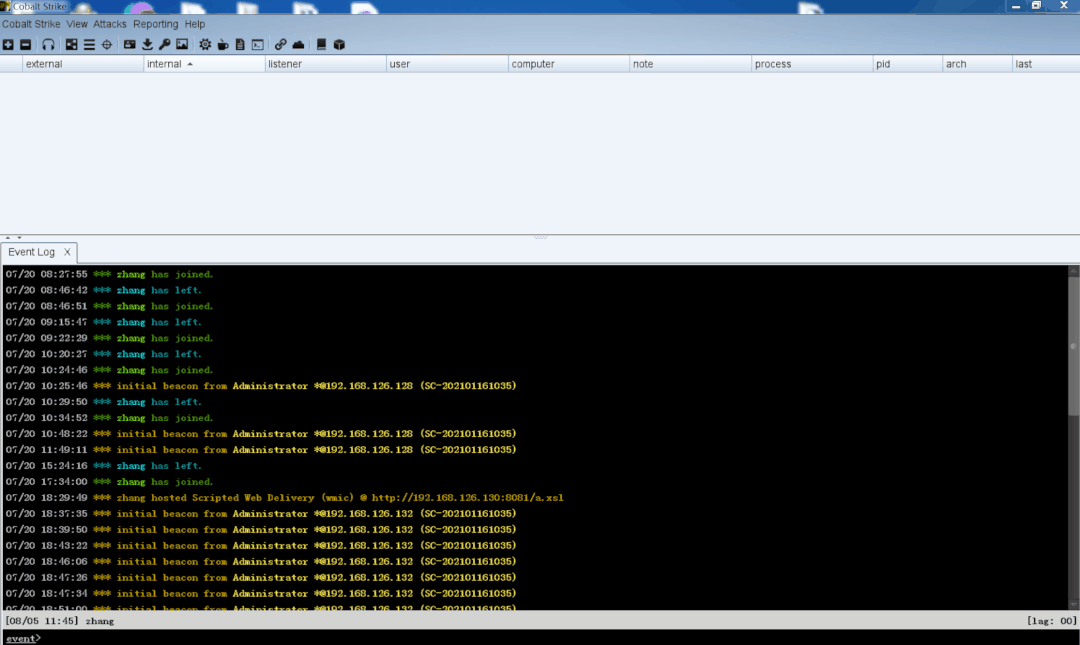 Cobalt Strike
Cobalt Strike View Attacks Reporting Help
external internal listener user computer note process pid arch last
Event Log X
07/20 08:27:55 *** zhang has joined.
07/20 08:46:42 *** zhang has left.
07/20 08:46:51 *** zhang has joined.
07/20 09:15:47 *** zhang has left.
07/20 09:22:29 *** zhang has joined.
07/20 10:20:27 *** zhang has left.
07/20 10:24:46 *** zhang has joined.
07/20 10:25:46 *** initial beacon from Administrator *@192.168.126.128 (SC-202101161035)
07/20 10:29:50 *** zhang has left.
07/20 10:34:52 *** zhang has joined.
07/20 10:48:22 *** initial beacon from Administrator *@192.168.126.128 (SC-202101161035)
07/20 11:49:11 *** initial beacon from Administrator *@192.168.126.128 (SC-202101161035)
07/20 15:24:16 *** zhang has left.
07/20 17:34:00 *** zhang has joined.
07/20 18:29:49 *** zhang hosted Scripted Web Delivery (wmic) @ http://192.168.126.130:8081/a.xsl
07/20 18:37:35 *** initial beacon from Administrator *@192.168.126.132 (SC-202101161035)
07/20 18:39:50 *** initial beacon from Administrator *@192.168.126.132 (SC-202101161035)
07/20 18:43:22 *** initial beacon from Administrator *@192.168.126.132 (SC-202101161035)
07/20 18:46:06 *** initial beacon from Administrator *@192.168.126.132 (SC-202101161035)
07/20 18:47:26 *** initial beacon from Administrator *@192.168.126.132 (SC-202101161035)
07/20 18:47:34 *** initial beacon from Administrator *@192.168.126.132 (SC-202101161035)
07/20 18:51:00 *** initial beacon from Administrator *@192.168.126.132 (SC-202101161035)
[08/05 11:45] zhang [lag: 00]
event>